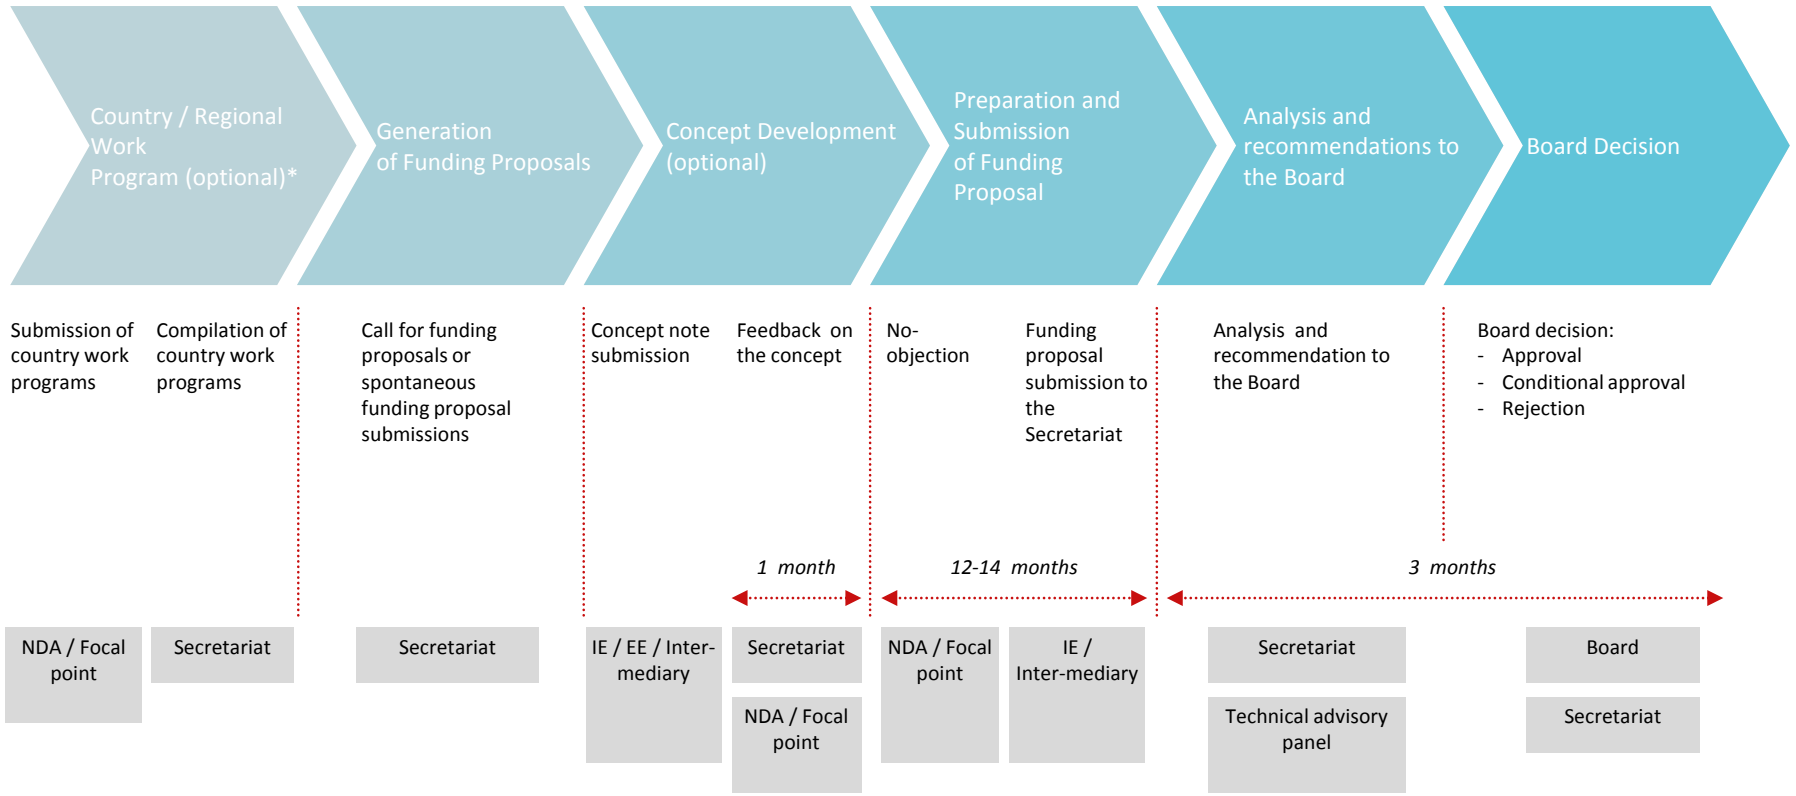 Country / Regional
Work
Program (optional)*
Generation
of Funding Proposals
Concept Development
(optional)
Preparation and
Submission
of Funding
Proposal
Analysis and
recommendations to
the Board
Board Decision
Submission of
country work
programs
Compilation of
country work
programs
Call for funding
proposals or
spontaneous
funding proposal
submissions
Concept note
submission
Feedback on
the concept
No-
objection
Funding
proposal
submission to
the
Secretariat
Analysis and
recommendation to
the Board
Board decision:
- Approval
- Conditional approval
- Rejection
1 month
12-14 months
3 months
NDA / Focal
point
Secretariat
Secretariat
IE / EE / Inter-
mediary
Secretariat
NDA / Focal
point
NDA / Focal
point
IE /
Inter-mediary
Secretariat
Technical advisory
panel
Board
Secretariat